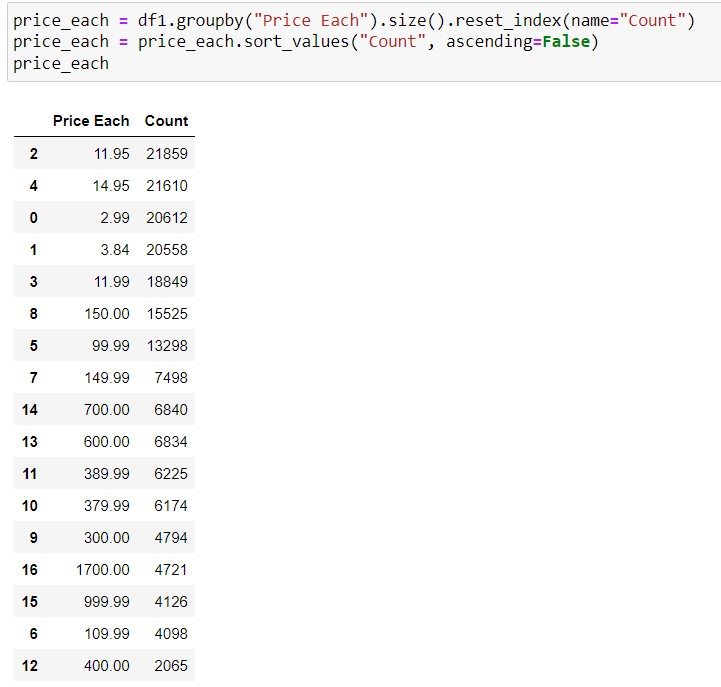 price_each = df1.groupby("Price Each").size().reset_index(name="Count")
price_each = price_each.sort_values("Count", ascending=False)
price_each
Price Each Count
2 11.95 21859
4 14.95 21610
0 2.99 20612
1 3.84 20558
3 11.99 18849
8 150.00 15525
5 99.99 13298
7 149.99 7498
14 700.00 6840
13 600.00 6834
11 389.99 6225
10 379.99 6174
9 300.00 4794
16 1700.00 4721
15 999.99 4126
6 109.99 4098
12 400.00 2065